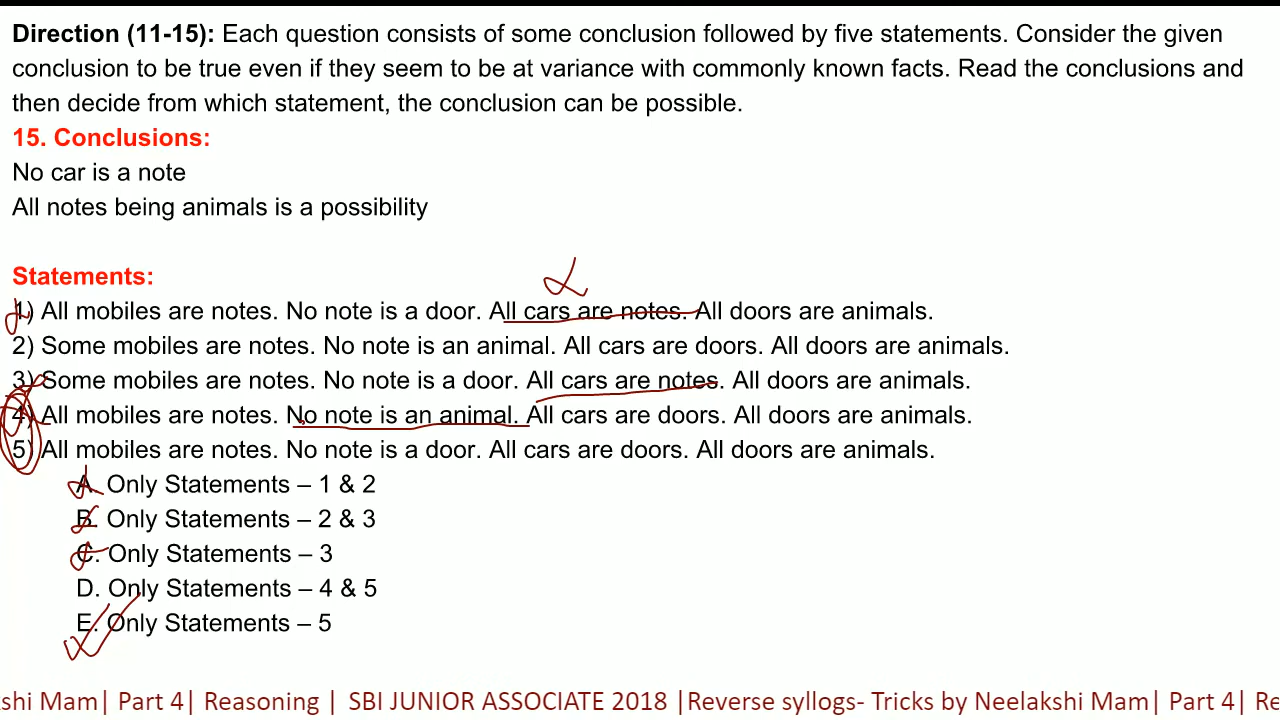 Direction (11-15): Each question consists of some conclusion followed by five statements. Consider the given
conclusion to be true even if they seem to be at variance with commonly known facts. Read the conclusions and
then decide from which statement, the conclusion can be possible.
15. Conclusions:
No car is a note
All notes being animals is a possibility
Statements:
1) All mobiles are notes. No note is a door. All cars are notes. All doors are animals.
2) Some mobiles are notes. No note is an animal. All cars are doors. All doors are animals.
3) Some mobiles are notes. No note is a door. All cars are notes. All doors are animals.
4) All mobiles are notes. No note is an animal. All cars are doors. All doors are animals.
5) All mobiles are notes. No note is a door. All cars are doors. All doors are animals.
A. Only Statements – 1 & 2
B. Only Statements – 2 & 3
C. Only Statements – 3
D. Only Statements – 4 & 5
E. Only Statements – 5
kshi Mam| Part 4| Reasoning | SBI JUNIOR ASSOCIATE 2018 |Reverse syllogs- Tricks by Neelakshi Mam| Part 4| Re